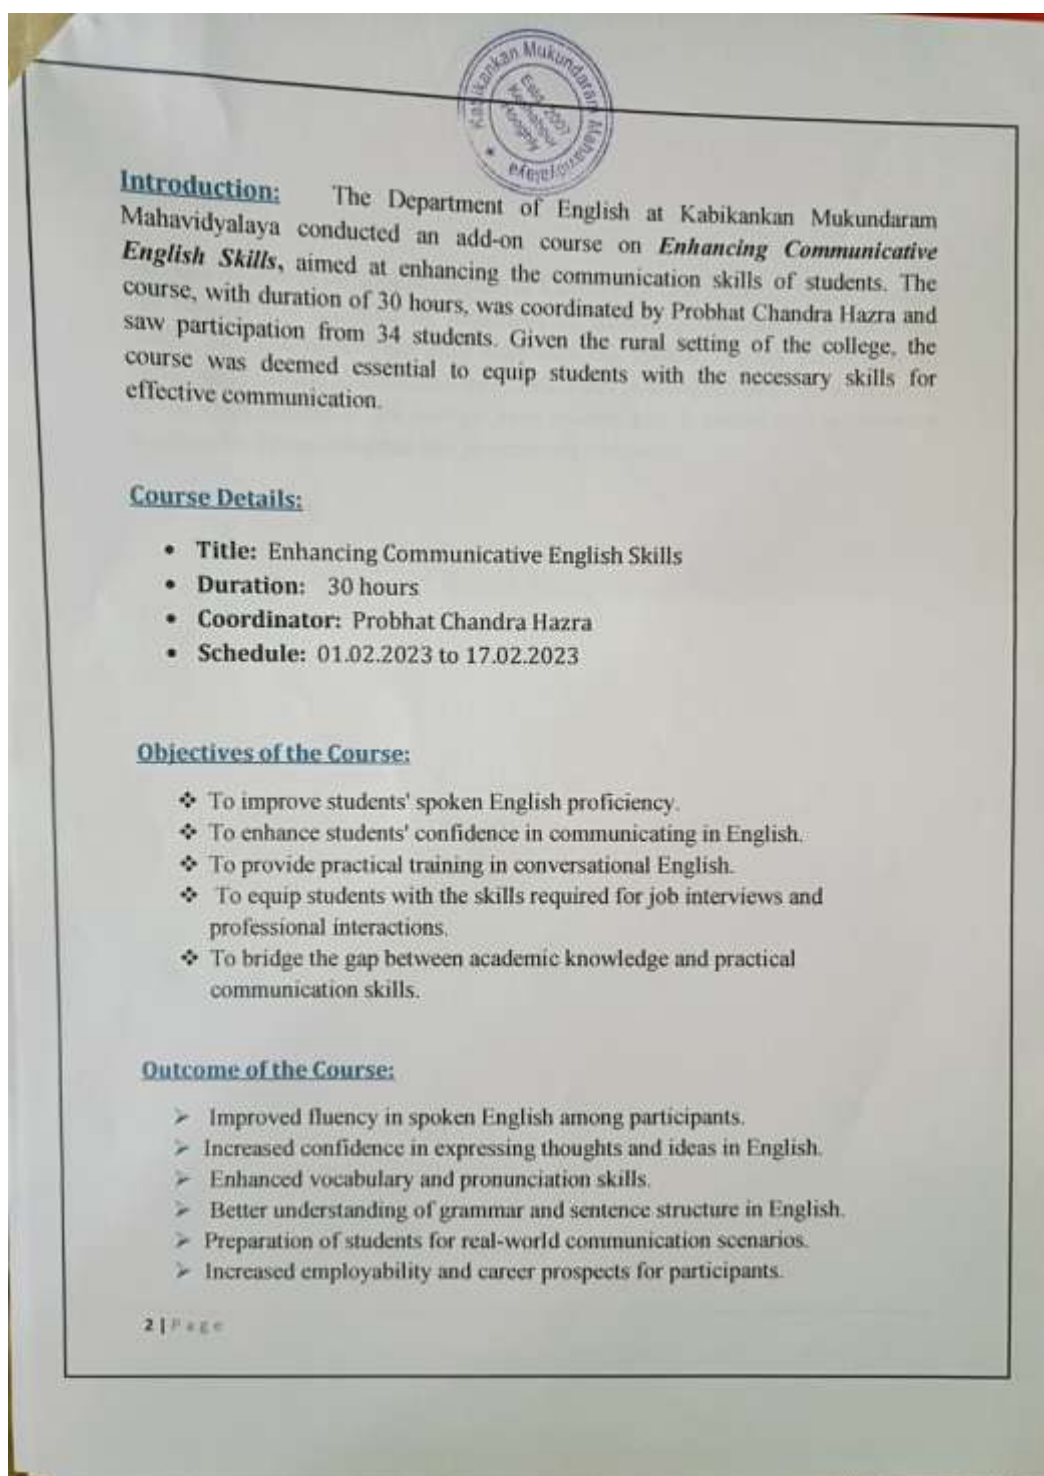 Kabikankan Mukundaram Mahavidyalaya
Estd. 2007
Keshabpur
Hooghly
Introduction: The Department of English at Kabikankan Mukundaram
Mahavidyalaya conducted an add-on course on Enhancing Communicative
English Skills, aimed at enhancing the communication skills of students. The
course, with duration of 30 hours, was coordinated by Probhat Chandra Hazra and
saw participation from 34 students. Given the rural setting of the college, the
course was deemed essential to equip students with the necessary skills for
effective communication.
Course Details:
• Title: Enhancing Communicative English Skills
• Duration: 30 hours
• Coordinator: Probhat Chandra Hazra
• Schedule: 01.02.2023 to 17.02.2023
Objectives of the Course:
❖ To improve students' spoken English proficiency.
❖ To enhance students' confidence in communicating in English.
❖ To provide practical training in conversational English.
❖ To equip students with the skills required for job interviews and
professional interactions.
❖ To bridge the gap between academic knowledge and practical
communication skills.
Outcome of the Course:
➢ Improved fluency in spoken English among participants.
➢ Increased confidence in expressing thoughts and ideas in English.
➢ Enhanced vocabulary and pronunciation skills.
➢ Better understanding of grammar and sentence structure in English.
➢ Preparation of students for real-world communication scenarios.
➢ Increased employability and career prospects for participants.
2 | Page